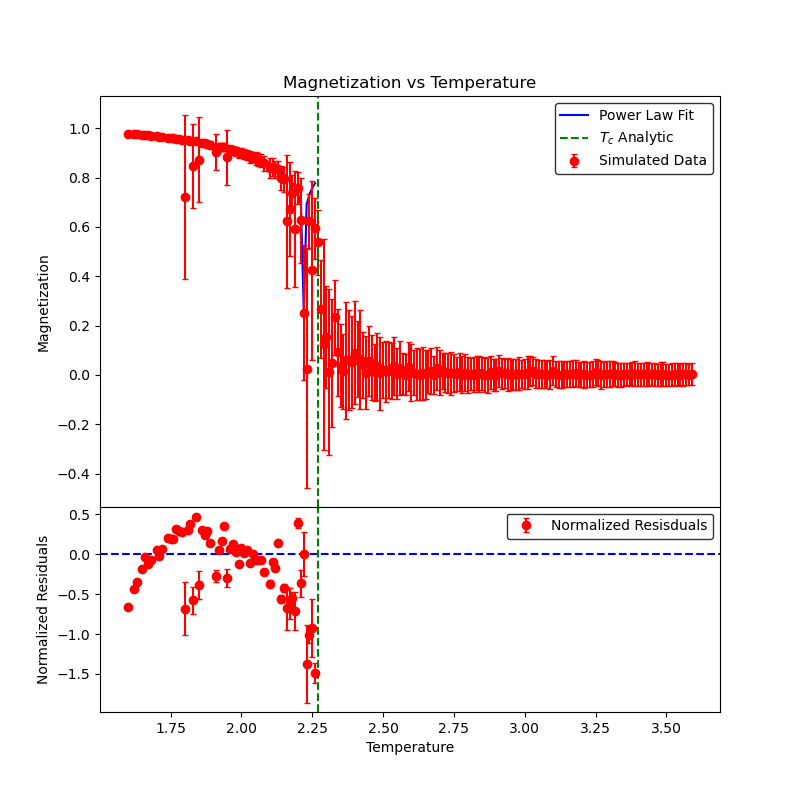 Magnetization vs Temperature
Power Law Fit
$T_c$ Analytic
Simulated Data
Magnetization
1.0
0.8
0.6
0.4
0.2
0.0
−0.2
−0.4
Normalized Resisduals
Normalized Residuals
0.5
0.0
−0.5
−1.0
−1.5
1.75 2.00 2.25 2.50 2.75 3.00 3.25 3.50
Temperature